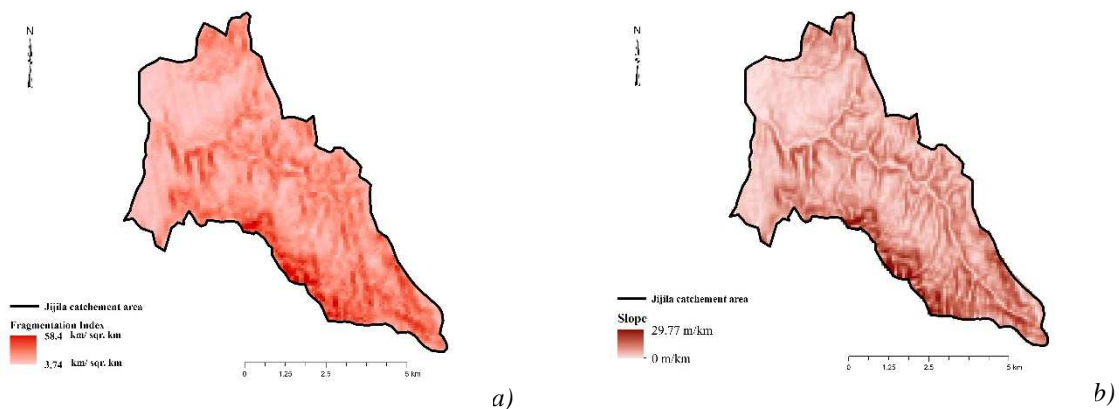 N
Jijila catchement area
Fragmentation Index
58.4 km/ sqr. km
3.74 km/ sqr. km
0 1.25 2.5 5 km
a)
N
Jijila catchement area
Slope
29.77 m/km
0 m/km
0 1.25 2.5 5 km
b)